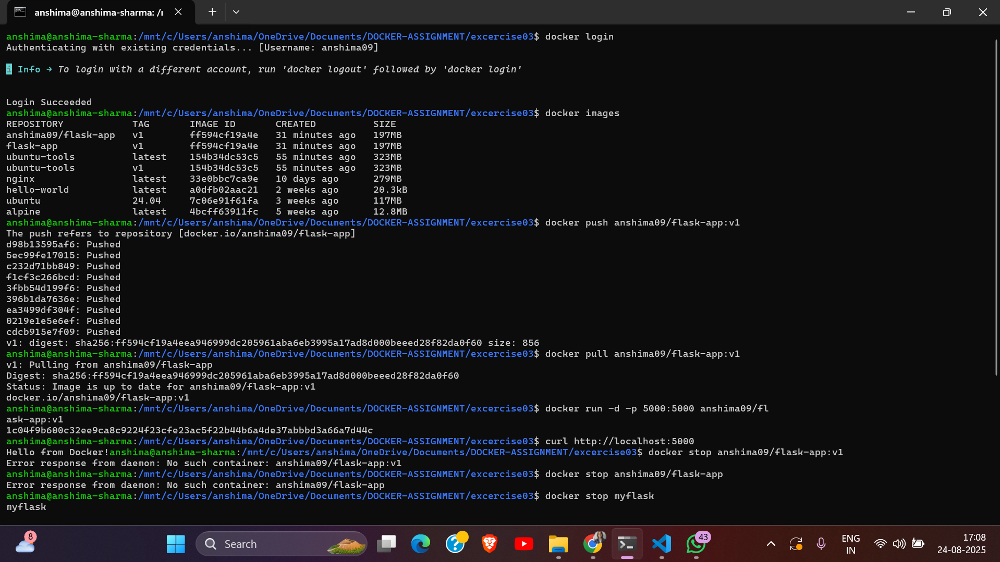 anshima@anshima-sharma: /r
anshima@anshima-sharma:/mnt/c/Users/anshima/OneDrive/Documents/DOCKER-ASSIGNMENT/excercise03$ docker login
Authenticating with existing credentials... [Username: anshima09]
i Info → To login with a different account, run 'docker logout' followed by 'docker login'
Login Succeeded
anshima@anshima-sharma:/mnt/c/Users/anshima/OneDrive/Documents/DOCKER-ASSIGNMENT/excercise03$ docker images
REPOSITORY            TAG       IMAGE ID       CREATED          SIZE
anshima09/flask-app   v1        ff594cf19a4e   31 minutes ago   197MB
flask-app             v1        ff594cf19a4e   31 minutes ago   197MB
ubuntu-tools          latest    154b34dc53c5   55 minutes ago   323MB
ubuntu-tools          v1        154b34dc53c5   55 minutes ago   323MB
nginx                 latest    33e0bbc7ca9e   10 days ago      279MB
hello-world           latest    a0dfb02aac21   2 weeks ago      20.3kB
ubuntu                24.04     7c06e91f61fa   3 weeks ago      117MB
alpine                latest    4bcff63911fc   5 weeks ago      12.8MB
anshima@anshima-sharma:/mnt/c/Users/anshima/OneDrive/Documents/DOCKER-ASSIGNMENT/excercise03$ docker push anshima09/flask-app:v1
The push refers to repository [docker.io/anshima09/flask-app]
d98b13595af6: Pushed
5ec99fe17015: Pushed
c232d71bb849: Pushed
f1cf3c266bcd: Pushed
3fbb54d199f6: Pushed
396b1da7636e: Pushed
ea3499df304f: Pushed
0219e1e5e6ef: Pushed
cdcb915e7f09: Pushed
v1: digest: sha256:ff594cf19a4eea946999dc205961aba6eb3995a17ad8d000beeed28f82da0f60 size: 856
anshima@anshima-sharma:/mnt/c/Users/anshima/OneDrive/Documents/DOCKER-ASSIGNMENT/excercise03$ docker pull anshima09/flask-app:v1
v1: Pulling from anshima09/flask-app
Digest: sha256:ff594cf19a4eea946999dc205961aba6eb3995a17ad8d000beeed28f82da0f60
Status: Image is up to date for anshima09/flask-app:v1
docker.io/anshima09/flask-app:v1
anshima@anshima-sharma:/mnt/c/Users/anshima/OneDrive/Documents/DOCKER-ASSIGNMENT/excercise03$ docker run -d -p 5000:5000 anshima09/fl
ask-app:v1
1c04f9b600c32ee9ca8c9224f23cfe23ac5f22b44b6a4de37abbbd3a66a7d44c
anshima@anshima-sharma:/mnt/c/Users/anshima/OneDrive/Documents/DOCKER-ASSIGNMENT/excercise03$ curl http://localhost:5000
Hello from Docker!anshima@anshima-sharma:/mnt/c/Users/anshima/OneDrive/Documents/DOCKER-ASSIGNMENT/excercise03$ docker stop anshima09/flask-app:v1
Error response from daemon: No such container: anshima09/flask-app:v1
anshima@anshima-sharma:/mnt/c/Users/anshima/OneDrive/Documents/DOCKER-ASSIGNMENT/excercise03$ docker stop anshima09/flask-app
Error response from daemon: No such container: anshima09/flask-app
anshima@anshima-sharma:/mnt/c/Users/anshima/OneDrive/Documents/DOCKER-ASSIGNMENT/excercise03$ docker stop myflask
myflask
8
Search
43
ENG
IN
17:08
24-08-2025